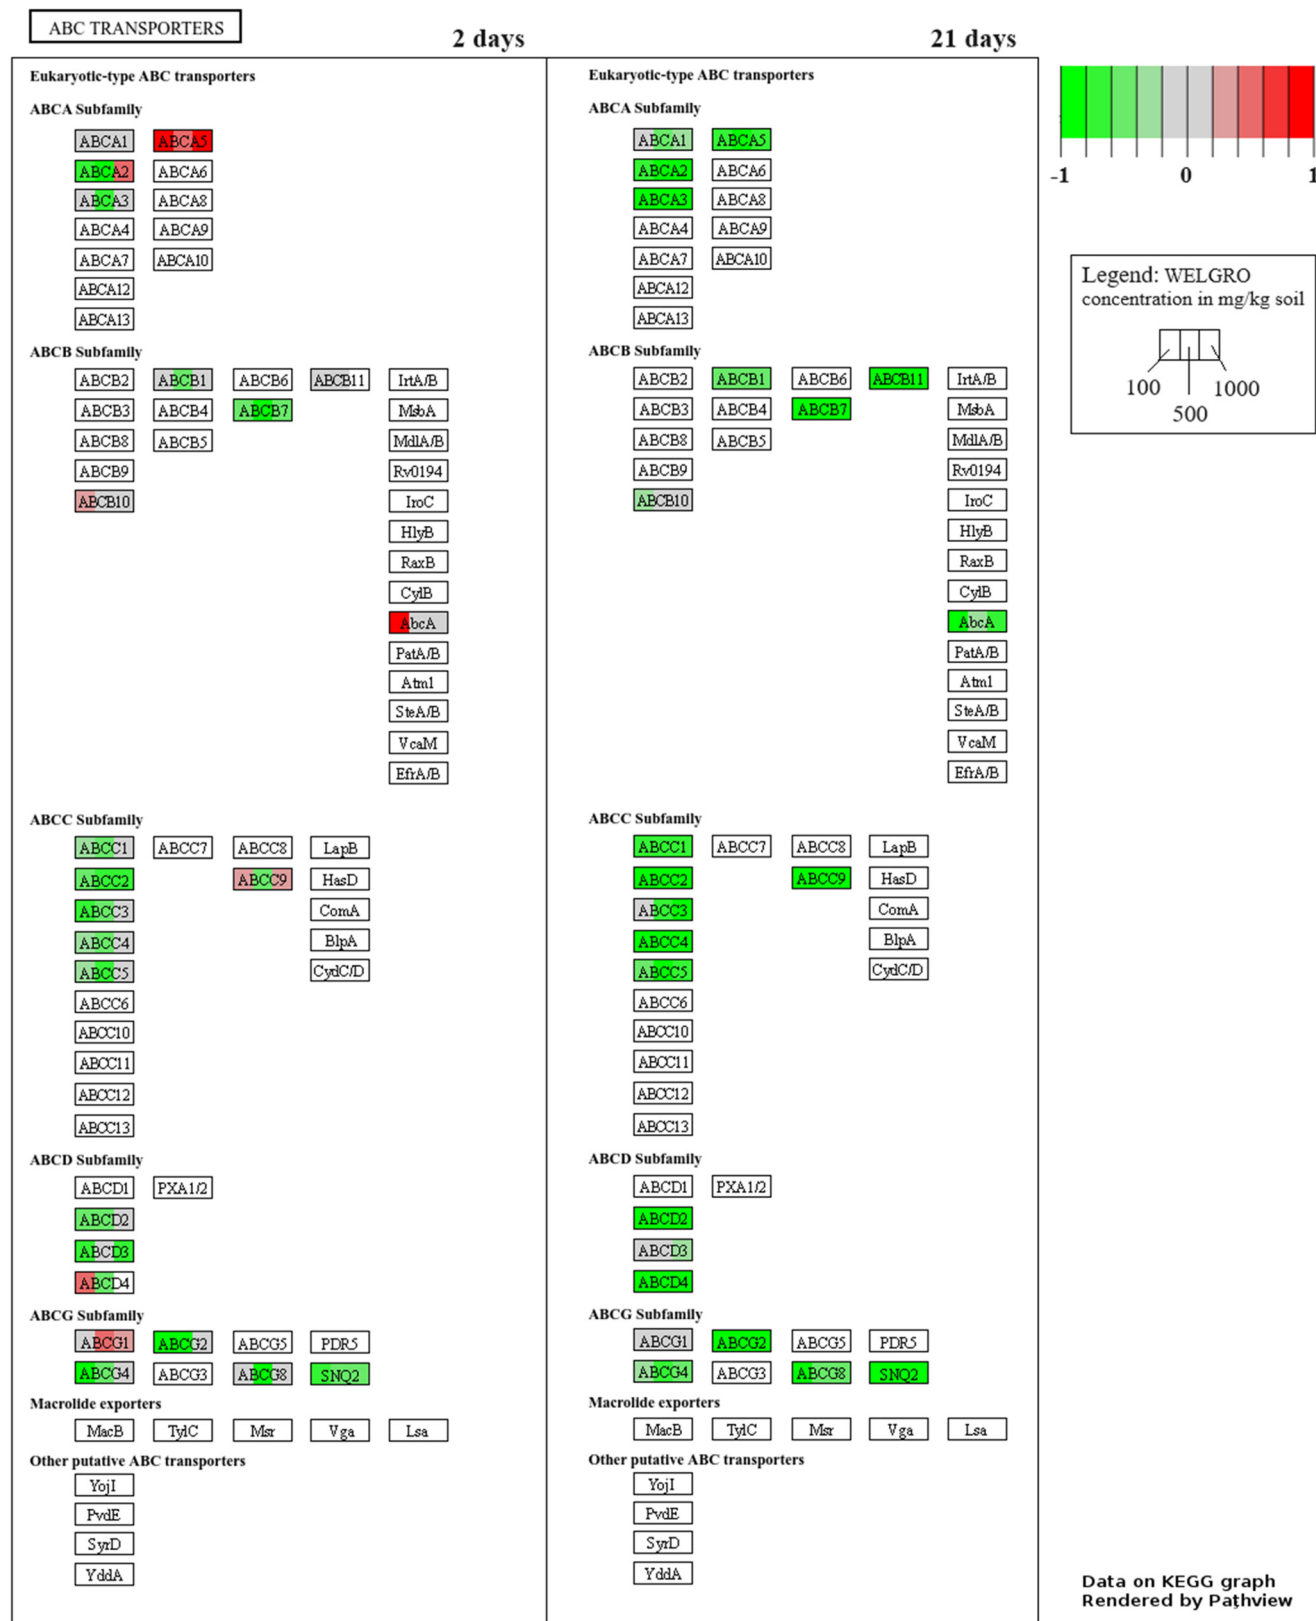 ABC TRANSPORTERS
2 days
21 days
Eukaryotic-type ABC transporters
ABCA Subfamily
ABCA1 ABCA5
ABCA2 ABCA6
ABCA3 ABCA8
ABCA4 ABCA9
ABCA7 ABCA10
ABCA12
ABCA13
ABCB Subfamily
ABCB2 ABCB1 ABCB6 ABCB11 IrtA/B
ABCB3 ABCB4 ABCB7 MsbA
ABCB8 ABCB5 MdlA/B
ABCB9 Rv0194
ABCB10 IroC
HlyB
RaxB
CylB
AbcA
PatA/B
Atm1
SteA/B
VcaM
EfrA/B
ABCC Subfamily
ABCC1 ABCC7 ABCC8 LapB
ABCC2 ABCC9 HasD
ABCC3 ComA
ABCC4 BlpA
ABCC5 CydC/D
ABCC6
ABCC10
ABCC11
ABCC12
ABCC13
ABCD Subfamily
ABCD1 PXA1/2
ABCD2
ABCD3
ABCD4
ABCG Subfamily
ABCG1 ABCG2 ABCG5 PDR5
ABCG4 ABCG3 ABCG8 SNQ2
Macrolide exporters
MacB TylC Msr Vga Lsa
Other putative ABC transporters
YojI
PvdE
SyrD
YddA
Eukaryotic-type ABC transporters
ABCA Subfamily
ABCA1 ABCA5
ABCA2 ABCA6
ABCA3 ABCA8
ABCA4 ABCA9
ABCA7 ABCA10
ABCA12
ABCA13
ABCB Subfamily
ABCB2 ABCB1 ABCB6 ABCB11 IrtA/B
ABCB3 ABCB4 ABCB7 MsbA
ABCB8 ABCB5 MdlA/B
ABCB9 Rv0194
ABCB10 IroC
HlyB
RaxB
CylB
AbcA
PatA/B
Atm1
SteA/B
VcaM
EfrA/B
ABCC Subfamily
ABCC1 ABCC7 ABCC8 LapB
ABCC2 ABCC9 HasD
ABCC3 ComA
ABCC4 BlpA
ABCC5 CydC/D
ABCC6
ABCC10
ABCC11
ABCC12
ABCC13
ABCD Subfamily
ABCD1 PXA1/2
ABCD2
ABCD3
ABCD4
ABCG Subfamily
ABCG1 ABCG2 ABCG5 PDR5
ABCG4 ABCG3 ABCG8 SNQ2
Macrolide exporters
MacB TylC Msr Vga Lsa
Other putative ABC transporters
YojI
PvdE
SyrD
YddA
-1 0 1
Legend: WELGRO
concentration in mg/kg soil
100 1000
500
Data on KEGG graph
Rendered by Pathview